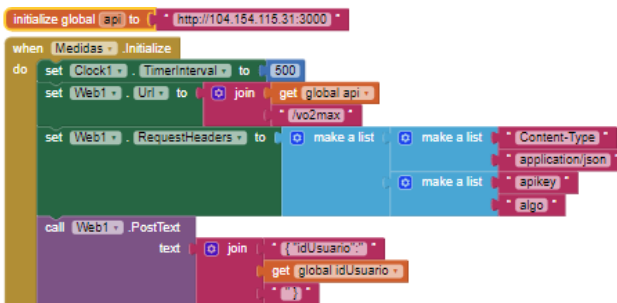 initialize global api to " http://104.154.115.31:3000 "
when Medidas .Initialize
do set Clock1 . TimerInterval to 500
set Web1 . Url to join get global api
" /vo2max "
set Web1 . RequestHeaders to make a list make a list " Content-Type "
" application/json "
make a list " apikey "
" algo "
call Web1 .PostText
text join " {"idUsuario":" "
get global idUsuario
" "} "